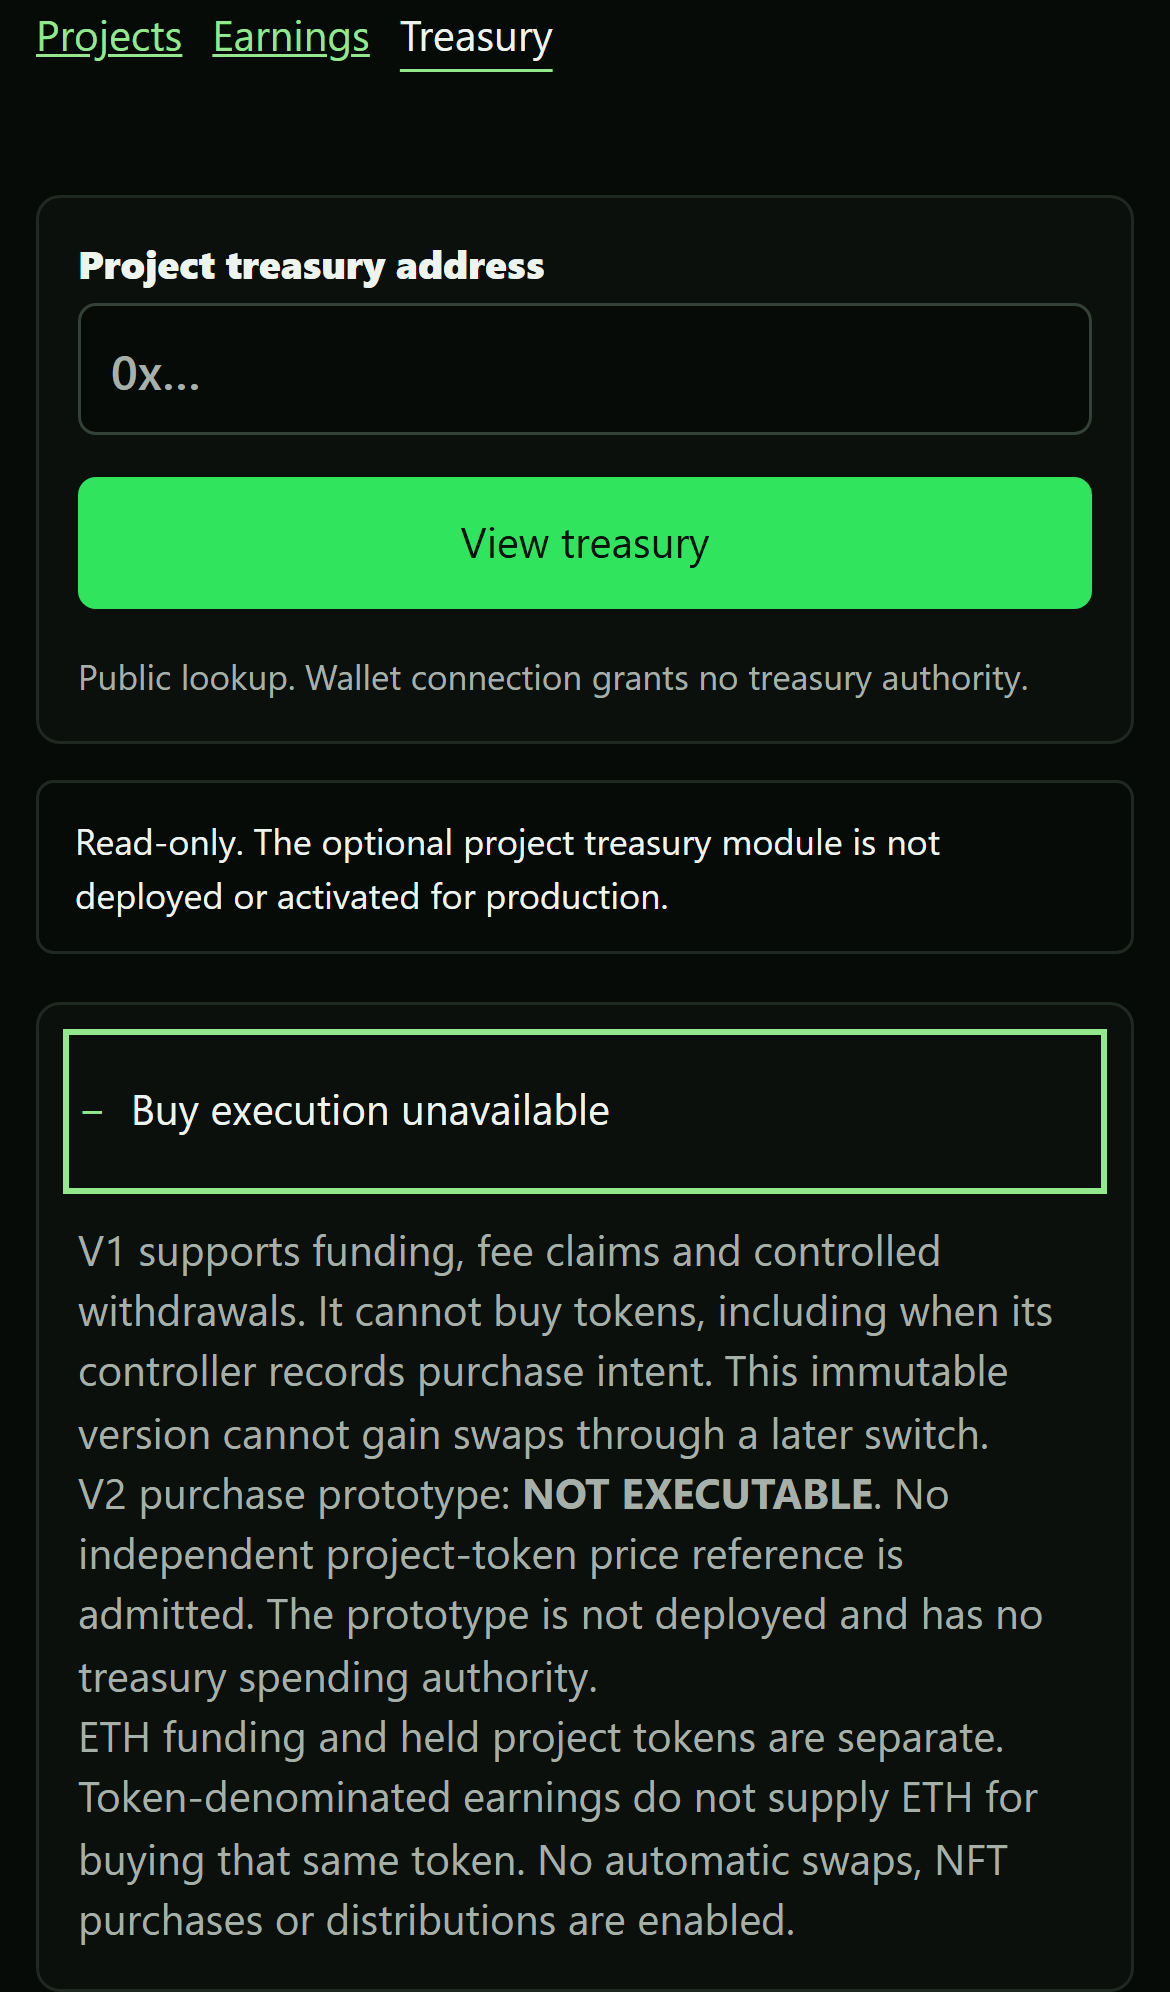 Projects Earnings Treasury
Project treasury address
0x...
View treasury
Public lookup. Wallet connection grants no treasury authority.
Read-only. The optional project treasury module is not
deployed or activated for production.
– Buy execution unavailable
V1 supports funding, fee claims and controlled
withdrawals. It cannot buy tokens, including when its
controller records purchase intent. This immutable
version cannot gain swaps through a later switch.
V2 purchase prototype: NOT EXECUTABLE. No
independent project-token price reference is
admitted. The prototype is not deployed and has no
treasury spending authority.
ETH funding and held project tokens are separate.
Token-denominated earnings do not supply ETH for
buying that same token. No automatic swaps, NFT
purchases or distributions are enabled.